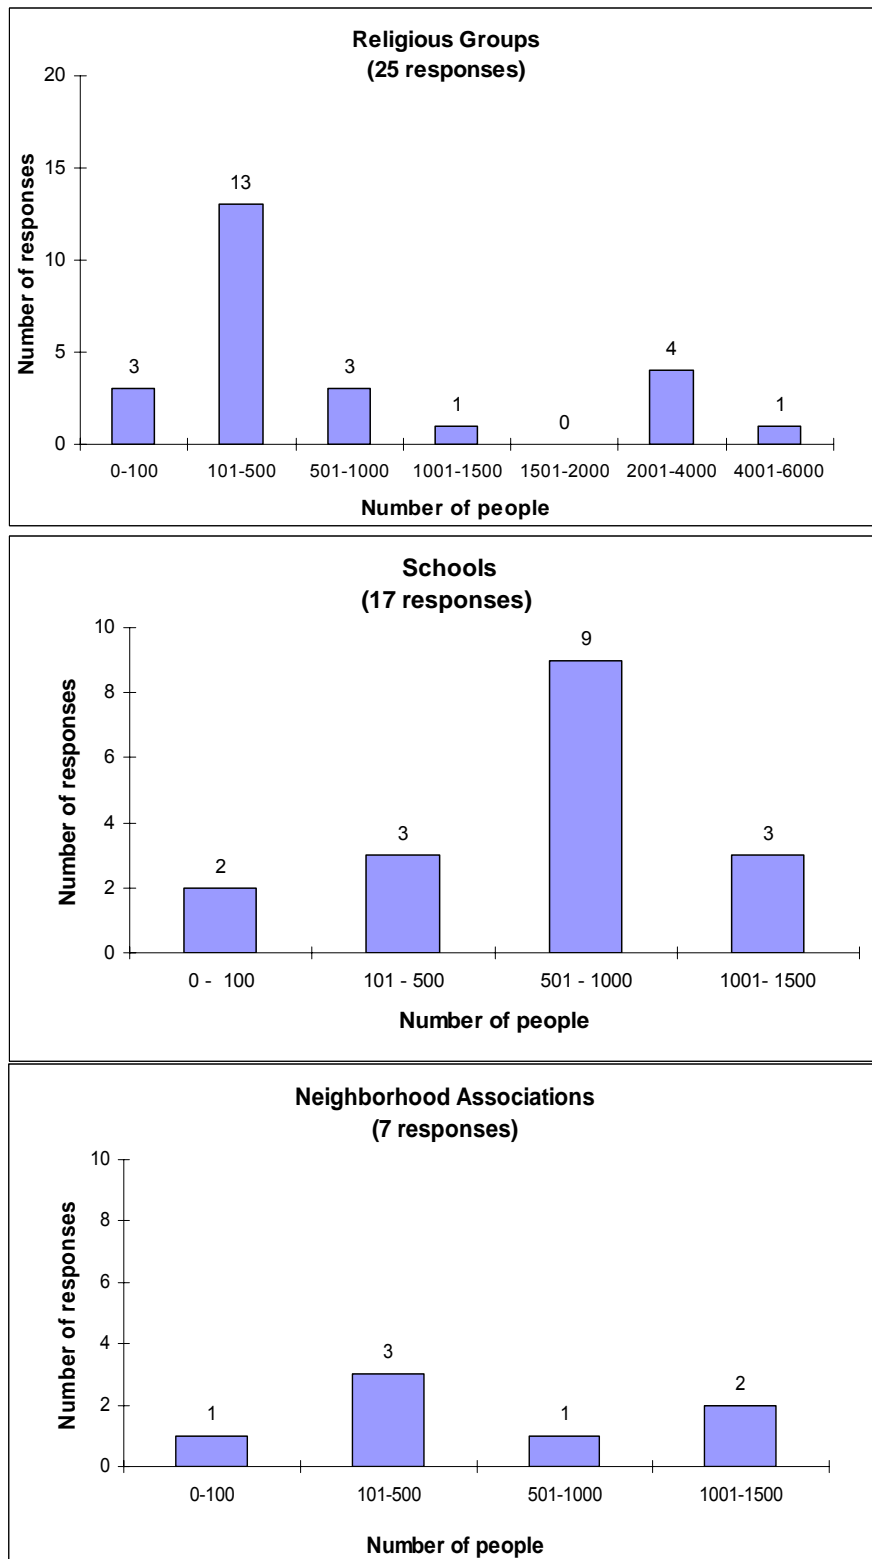 Religious Groups
(25 responses)
Number of responses
20
15
10
5
0
3
13
3
1
0
4
1
0-100 101-500 501-1000 1001-1500 1501-2000 2001-4000 4001-6000
Number of people
Schools
(17 responses)
Number of responses
10
8
6
4
2
0
2
3
9
3
0 - 100 101 - 500 501 - 1000 1001- 1500
Number of people
Neighborhood Associations
(7 responses)
Number of responses
10
8
6
4
2
0
1
3
1
2
0-100 101-500 501-1000 1001-1500
Number of people